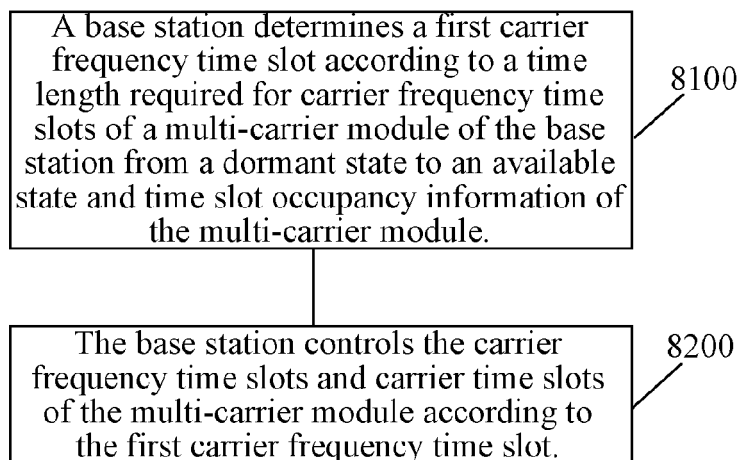 A base station determines a first carrier
frequency time slot according to a time
length required for carrier frequency time
slots of a multi-carrier module of the base
station from a dormant state to an available
state and time slot occupancy information of
the multi-carrier module.
8100
The base station controls the carrier
frequency time slots and carrier time slots
of the multi-carrier module according to
the first carrier frequency time slot.
8200